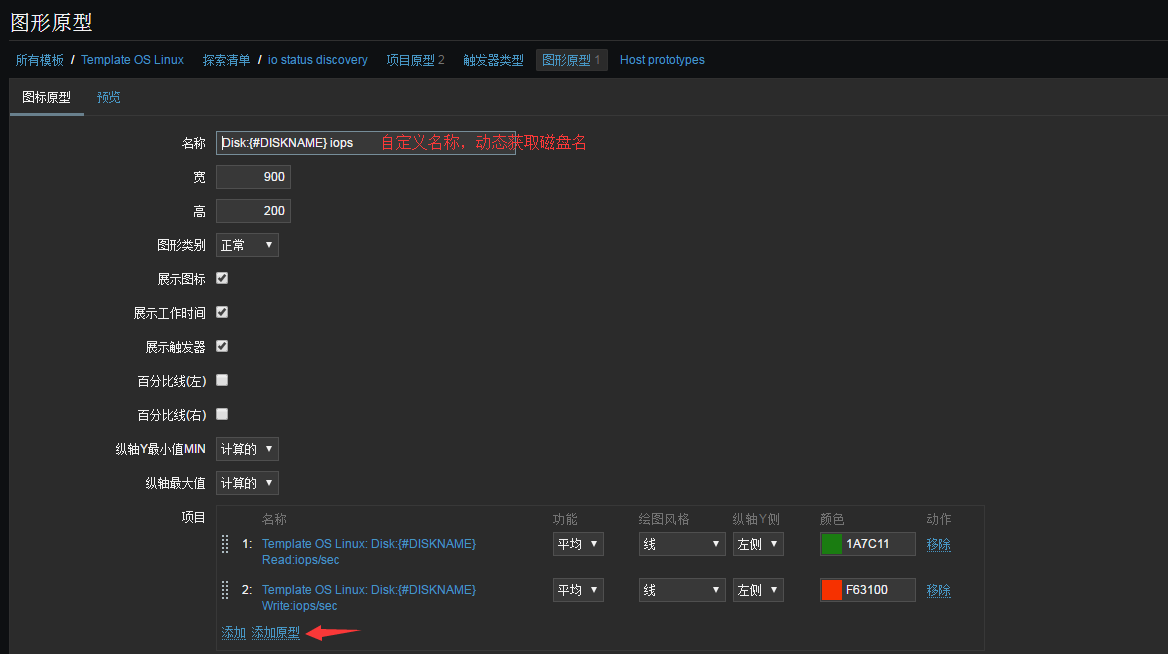 图形原型
所有模板 / Template OS Linux 探索清单 / io status discovery 项目原型 2 触发器类型 图形原型 1 Host prototypes
图标原型 预览
名称 Disk:{#DISKNAME} iops 自定义名称，动态获取磁盘名
宽 900
高 200
图形类别 正常
展示图标
展示工作时间
展示触发器
百分比线(左)
百分比线(右)
纵轴Y最小值MIN 计算的
纵轴最大值 计算的
项目 名称 功能 绘图风格 纵轴Y侧 颜色 动作
1: Template OS Linux: Disk:{#DISKNAME} 平均 线 左侧 1A7C11 移除
Read:iops/sec
2: Template OS Linux: Disk:{#DISKNAME} 平均 线 左侧 F63100 移除
Write:iops/sec
添加 添加原型